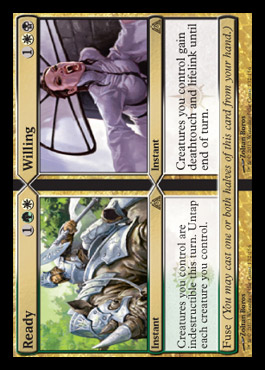 Ready
Instant
Creatures you control are
indestructible this turn. Untap
each creature you control.
Willing
Instant
Creatures you control gain
deathtouch and lifelink until
end of turn.
Fuse (You may cast one or both halves of this card from your hand.)
Zoltan Boros
Zoltan Boros